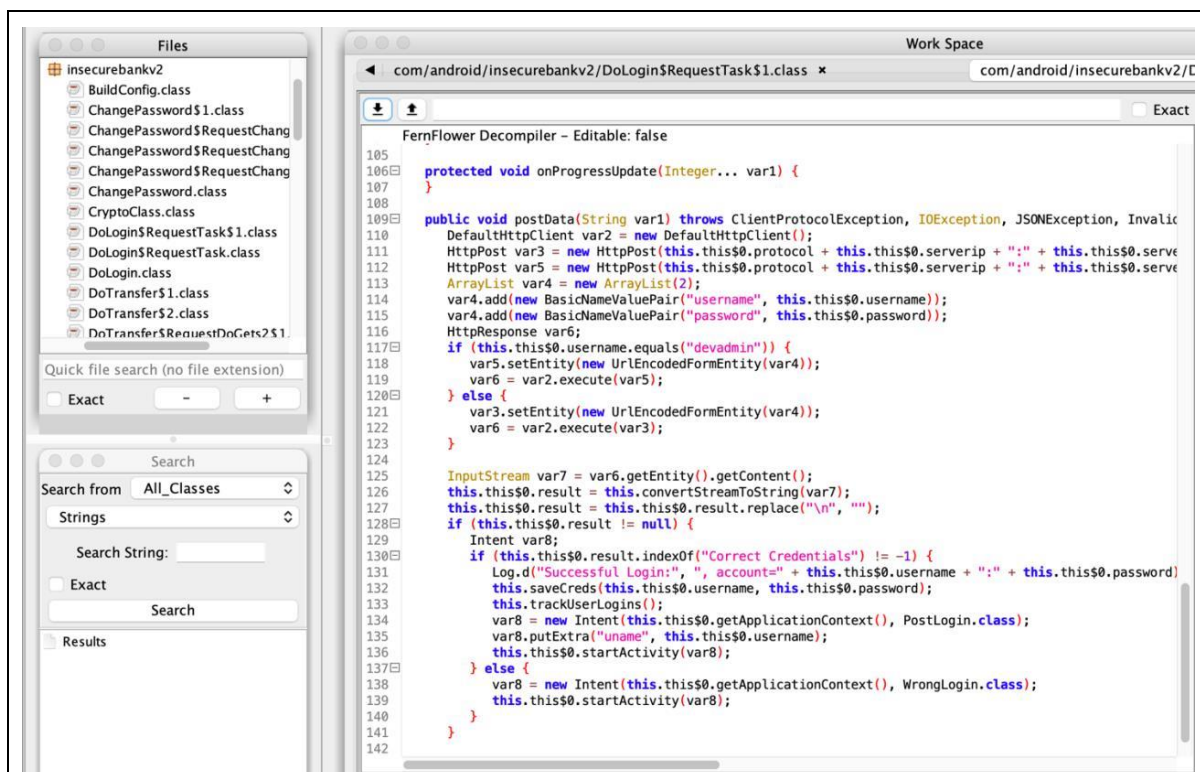 Files
insecurebankv2
BuildConfig.class
ChangePassword$1.class
ChangePassword$RequestChang
ChangePassword$RequestChang
ChangePassword$RequestChang
ChangePassword.class
CryptoClass.class
DoLogin$RequestTask$1.class
DoLogin$RequestTask.class
DoLogin.class
DoTransfer$1.class
DoTransfer$2.class
DoTransfer$RequestDoGets2$1.
Quick file search (no file extension)
Exact - +
Search
Search from All_Classes
Strings
Search String:
Exact
Search
Results
Work Space
com/android/insecurebankv2/DoLogin$RequestTask$1.class × com/android/insecurebankv2/D
Exact
FernFlower Decompiler – Editable: false
105
106 protected void onProgressUpdate(Integer... var1) {
107 }
108
109 public void postData(String var1) throws ClientProtocolException, IOException, JSONException, Invalid
110 DefaultHttpClient var2 = new DefaultHttpClient();
111 HttpPost var3 = new HttpPost(this.this$0.protocol + this.this$0.serverip + ":" + this.this$0.serve
112 HttpPost var5 = new HttpPost(this.this$0.protocol + this.this$0.serverip + ":" + this.this$0.serve
113 ArrayList var4 = new ArrayList(2);
114 var4.add(new BasicNameValuePair("username", this.this$0.username));
115 var4.add(new BasicNameValuePair("password", this.this$0.password));
116 HttpResponse var6;
117 if (this.this$0.username.equals("devadmin")) {
118 var5.setEntity(new UrlEncodedFormEntity(var4));
119 var6 = var2.execute(var5);
120 } else {
121 var3.setEntity(new UrlEncodedFormEntity(var4));
122 var6 = var2.execute(var3);
123 }
124
125 InputStream var7 = var6.getEntity().getContent();
126 this.this$0.result = this.convertStreamToString(var7);
127 this.this$0.result = this.this$0.result.replace("\n", "");
128 if (this.this$0.result != null) {
129 Intent var8;
130 if (this.this$0.result.indexOf("Correct Credentials") != -1) {
131 Log.d("Successful Login:", ", account=" + this.this$0.username + ":" + this.this$0.password)
132 this.saveCreds(this.this$0.username, this.this$0.password);
133 this.trackUserLogins();
134 var8 = new Intent(this.this$0.getApplicationContext(), PostLogin.class);
135 var8.putExtra("uname", this.this$0.username);
136 this.this$0.startActivity(var8);
137 } else {
138 var8 = new Intent(this.this$0.getApplicationContext(), WrongLogin.class);
139 this.this$0.startActivity(var8);
140 }
141 }
142